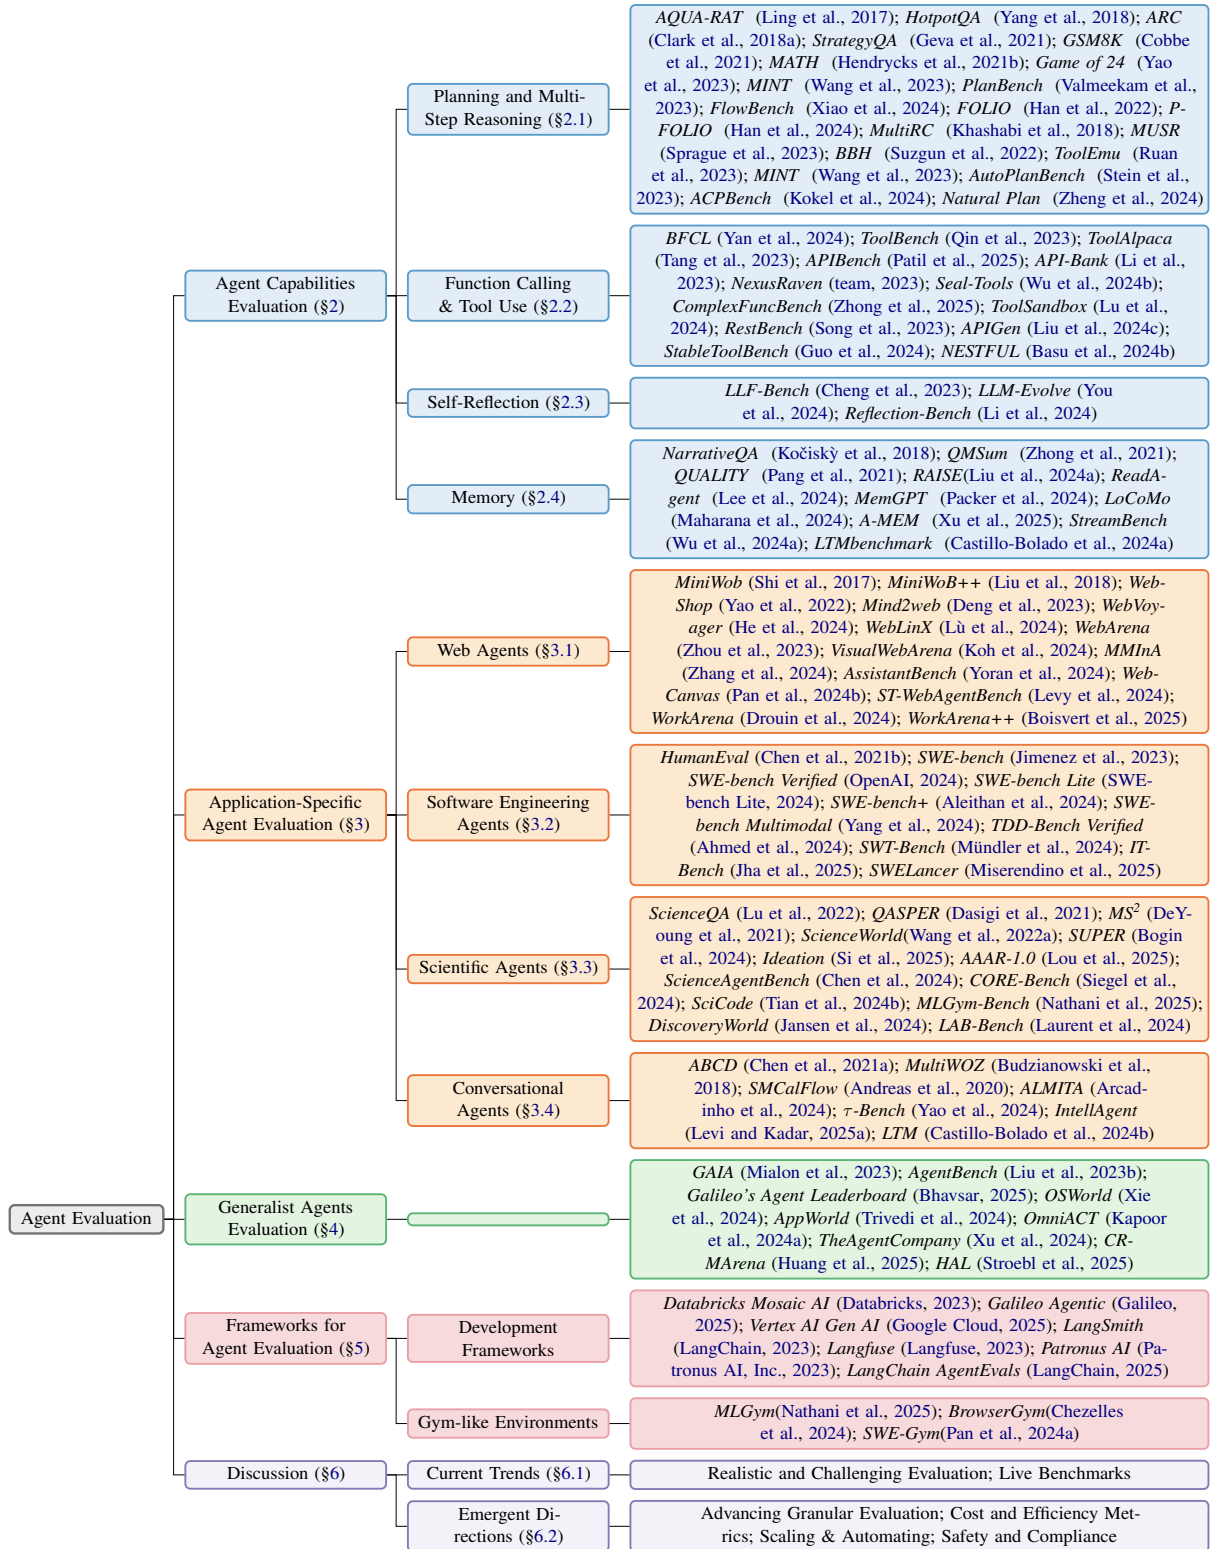 AQUA-RAT (Ling et al., 2017); HotpotQA (Yang et al., 2018); ARC
(Clark et al., 2018a); StrategyQA (Geva et al., 2021); GSM8K (Cobbe
et al., 2021); MATH (Hendrycks et al., 2021b); Game of 24 (Yao
et al., 2023); MINT (Wang et al., 2023); PlanBench (Valmeekam et al.,
2023); FlowBench (Xiao et al., 2024); FOLIO (Han et al., 2022); P-
FOLIO (Han et al., 2024); MultiRC (Khashabi et al., 2018); MUSR
(Sprague et al., 2023); BBH (Suzgun et al., 2022); ToolEmu (Ruan
et al., 2023); MINT (Wang et al., 2023); AutoPlanBench (Stein et al.,
2023); ACPBench (Kokel et al., 2024); Natural Plan (Zheng et al., 2024)
Planning and Multi-
Step Reasoning (§2.1)
BFCL (Yan et al., 2024); ToolBench (Qin et al., 2023); ToolAlpaca
(Tang et al., 2023); APIBench (Patil et al., 2025); API-Bank (Li et al.,
2023); NexusRaven (team, 2023); Seal-Tools (Wu et al., 2024b);
ComplexFuncBench (Zhong et al., 2025); ToolSandbox (Lu et al.,
2024); RestBench (Song et al., 2023); APIGen (Liu et al., 2024c);
StableToolBench (Guo et al., 2024); NESTFUL (Basu et al., 2024b)
Agent Capabilities
Evaluation (§2)
Function Calling
& Tool Use (§2.2)
Self-Reflection (§2.3)
LLF-Bench (Cheng et al., 2023); LLM-Evolve (You
et al., 2024); Reflection-Bench (Li et al., 2024)
Memory (§2.4)
NarrativeQA (Kočiskỳ et al., 2018); QMSum (Zhong et al., 2021);
QUALITY (Pang et al., 2021); RAISE(Liu et al., 2024a); ReadA-
gent (Lee et al., 2024); MemGPT (Packer et al., 2024); LoCoMo
(Maharana et al., 2024); A-MEM (Xu et al., 2025); StreamBench
(Wu et al., 2024a); LTMbenchmark (Castillo-Bolado et al., 2024a)
Web Agents (§3.1)
MiniWob (Shi et al., 2017); MiniWoB++ (Liu et al., 2018); Web-
Shop (Yao et al., 2022); Mind2web (Deng et al., 2023); WebVoy-
ager (He et al., 2024); WebLinX (Lù et al., 2024); WebArena
(Zhou et al., 2023); VisualWebArena (Koh et al., 2024); MMInA
(Zhang et al., 2024); AssistantBench (Yoran et al., 2024); Web-
Canvas (Pan et al., 2024b); ST-WebAgentBench (Levy et al., 2024);
WorkArena (Drouin et al., 2024); WorkArena++ (Boisvert et al., 2025)
Application-Specific
Agent Evaluation (§3)
Software Engineering
Agents (§3.2)
HumanEval (Chen et al., 2021b); SWE-bench (Jimenez et al., 2023);
SWE-bench Verified (OpenAI, 2024); SWE-bench Lite (SWE-
bench Lite, 2024); SWE-bench+ (Aleithan et al., 2024); SWE-
bench Multimodal (Yang et al., 2024); TDD-Bench Verified
(Ahmed et al., 2024); SWT-Bench (Mündler et al., 2024); IT-
Bench (Jha et al., 2025); SWELancer (Miserendino et al., 2025)
Scientific Agents (§3.3)
ScienceQA (Lu et al., 2022); QASPER (Dasigi et al., 2021); MS² (DeY-
oung et al., 2021); ScienceWorld(Wang et al., 2022a); SUPER (Bogin
et al., 2024); Ideation (Si et al., 2025); AAAR-1.0 (Lou et al., 2025);
ScienceAgentBench (Chen et al., 2024); CORE-Bench (Siegel et al.,
2024); SciCode (Tian et al., 2024b); MLGym-Bench (Nathani et al., 2025);
DiscoveryWorld (Jansen et al., 2024); LAB-Bench (Laurent et al., 2024)
Conversational
Agents (§3.4)
ABCD (Chen et al., 2021a); MultiWOZ (Budzianowski et al.,
2018); SMCalFlow (Andreas et al., 2020); ALMITA (Arcad-
inho et al., 2024); τ-Bench (Yao et al., 2024); IntellAgent
(Levi and Kadar, 2025a); LTM (Castillo-Bolado et al., 2024b)
Agent Evaluation
Generalist Agents
Evaluation (§4)
GAIA (Mialon et al., 2023); AgentBench (Liu et al., 2023b);
Galileo's Agent Leaderboard (Bhavsar, 2025); OSWorld (Xie
et al., 2024); AppWorld (Trivedi et al., 2024); OmniACT (Kapoor
et al., 2024a); TheAgentCompany (Xu et al., 2024); CR-
MArena (Huang et al., 2025); HAL (Stroebl et al., 2025)
Frameworks for
Agent Evaluation (§5)
Development
Frameworks
Databricks Mosaic AI (Databricks, 2023); Galileo Agentic (Galileo,
2025); Vertex AI Gen AI (Google Cloud, 2025); LangSmith
(LangChain, 2023); Langfuse (Langfuse, 2023); Patronus AI (Pa-
tronus AI, Inc., 2023); LangChain AgentEvals (LangChain, 2025)
Gym-like Environments
MLGym(Nathani et al., 2025); BrowserGym(Chezelles
et al., 2024); SWE-Gym(Pan et al., 2024a)
Discussion (§6)
Current Trends (§6.1)
Realistic and Challenging Evaluation; Live Benchmarks
Emergent Di-
rections (§6.2)
Advancing Granular Evaluation; Cost and Efficiency Met-
rics; Scaling & Automating; Safety and Compliance